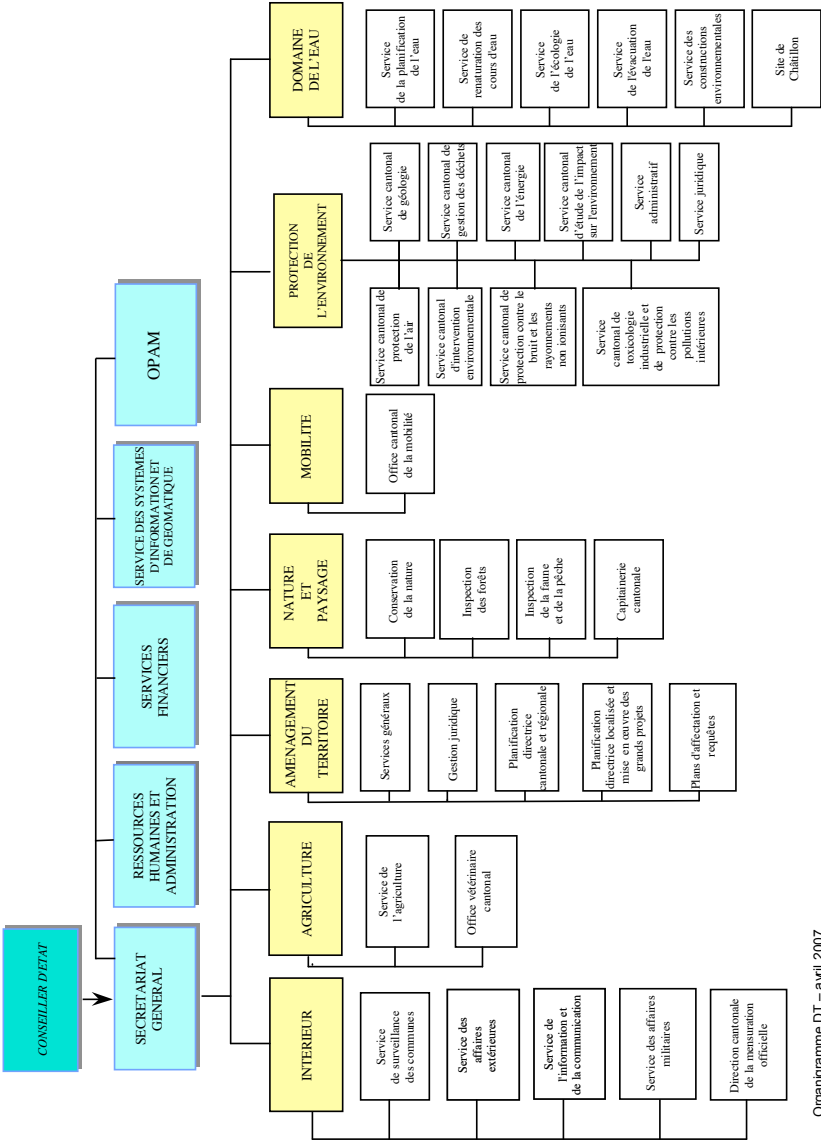 CONSEILLER D'ETAT
SECRETARIAT
GENERAL
RESSOURCES
HUMAINES ET
ADMINISTRATION
SERVICES
FINANCIERS
SERVICE DES SYSTEMES
D'INFORMATION ET
DE GEOMATIQUE
OPAM
INTERIEUR
Service
de surveillance
des communes
Service des
affaires
extérieures
Service de
l'information et
de la communication
Service des affaires
militaires
Direction cantonale
de la mensuration
officielle
AGRICULTURE
Service de
l'agriculture
Office vétérinaire
cantonal
AMENAGEMENT
DU
TERRITOIRE
Services généraux
Gestion juridique
Planification
directrice
cantonale et régionale
Planification
directrice localisée et
mise en œuvre des
grands projets
Plans d'affectation et
requêtes
NATURE
ET
PAYSAGE
Conservation
de la nature
Inspection
des forêts
Inspection
de la faune
et de la pêche
Capitainerie
cantonale
MOBILITE
Office cantonal
de la mobilité
PROTECTION
DE
L'ENVIRONNEMENT
Service cantonal de
protection
de l'air
Service cantonal
d'intervention
environnementale
Service cantonal de
protection contre le
bruit et les
rayonnements
non ionisants
Service
cantonal de
toxicologie
industrielle et
de protection
contre les
pollutions
intérieures
Service cantonal
de géologie
Service cantonal de
gestion des déchets
Service cantonal
de l'énergie
Service cantonal
d'étude de l'impact
sur l'environnement
Service
administratif
Service juridique
DOMAINE
DE L'EAU
Service
de la planification
de l'eau
Service de
renaturation des
cours d'eau
Service
de l'écologie
de l'eau
Service
de l'évacuation
de l'eau
Service des
constructions
environnementales
Site de
Châtillon
Organigramme DT – avril 2007